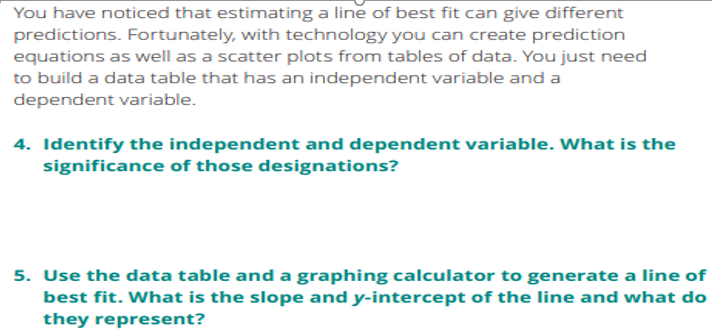 You have noticed that estimating a line of best fit can give different
predictions. Fortunately, with technology you can create prediction
equations as well as a scatter plots from tables of data. You just need
to build a data table that has an independent variable and a
dependent variable.
4. Identify the independent and dependent variable. What is the
significance of those designations?
5. Use the data table and a graphing calculator to generate a line of
best fit. What is the slope and y-intercept of the line and what do
they represent?